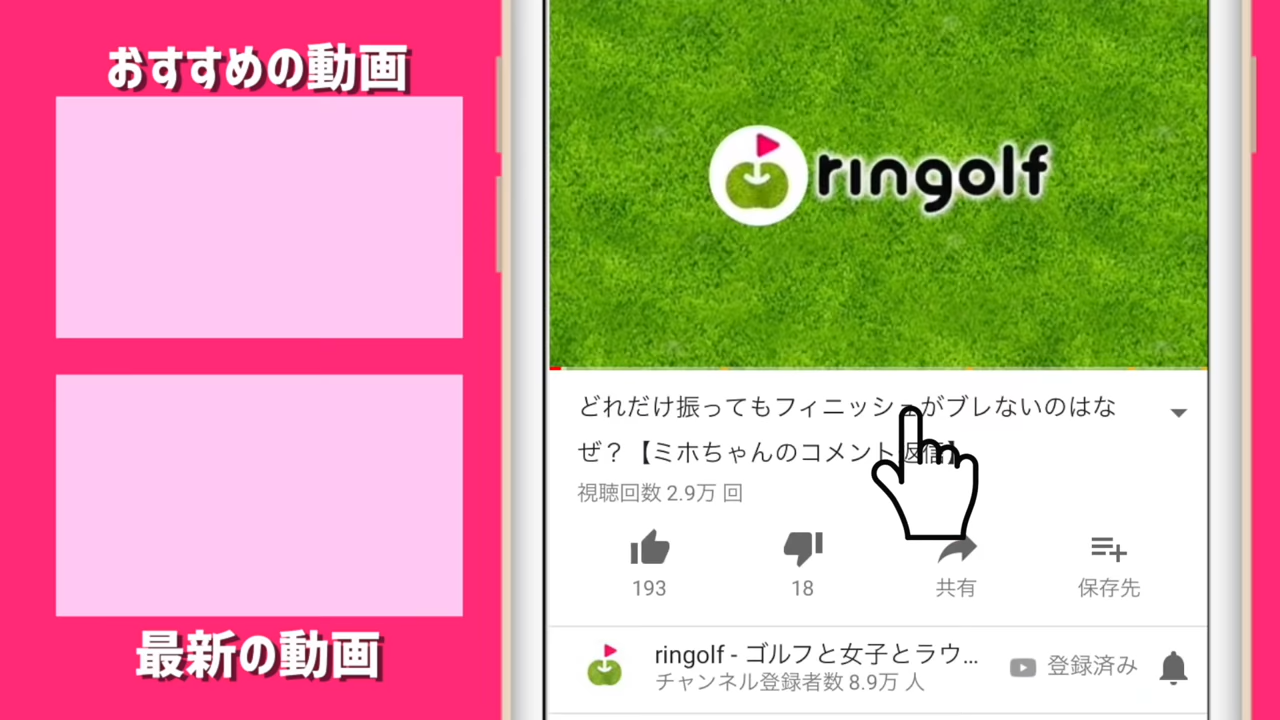 おすすめの動画
最新の動画
ringolf
どれだけ振ってもフィニッシュがブレないのはな
ぜ？【ミホちゃんのコメント返信】
視聴回数 2.9万 回
193
18
共有
保存先
ringolf - ゴルフと女子とラウ...
チャンネル登録者数 8.9万 人
登録済み